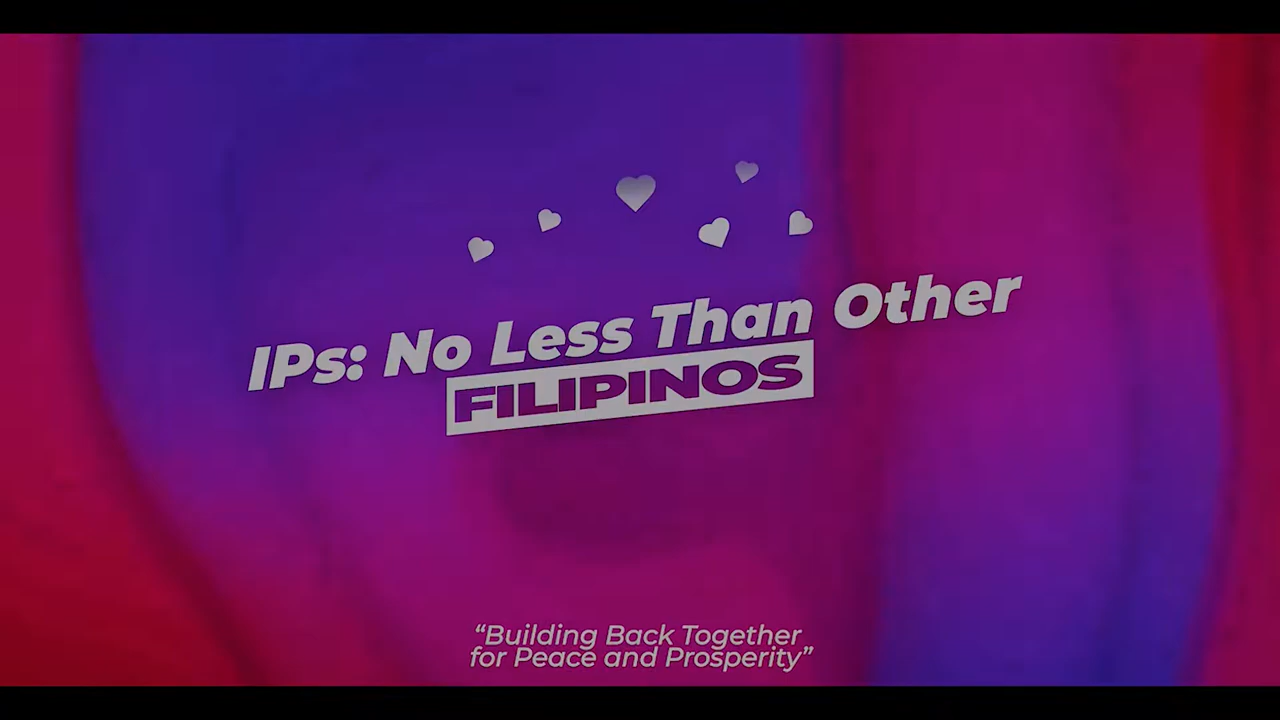 IPs: No Less Than Other
FILIPINOS
“Building Back Together
for Peace and Prosperity”